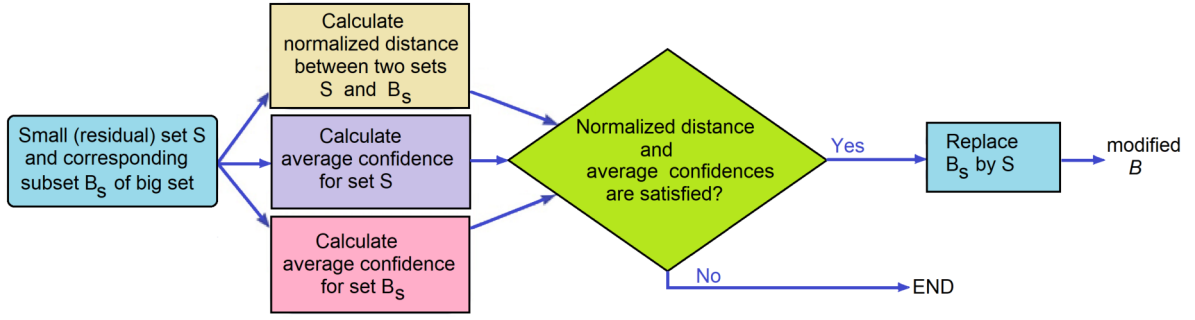 Small (residual) set S
and corresponding
subset Bs of big set
Calculate
normalized distance
between two sets
S and Bs
Calculate
average confidence
for set S
Calculate
average confidence
for set Bs
Normalized distance
and
average confidences
are satisfied?
Yes
Replace
Bs by S
modified
B
No
END